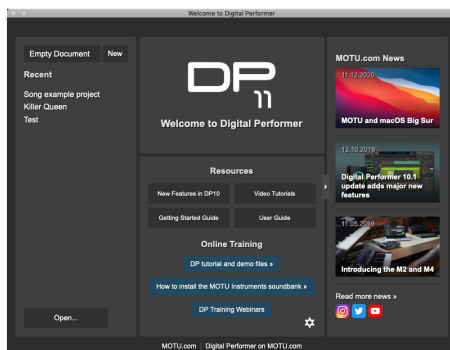 Welcome to Digital Performer
Empty Document
New
Recent
Song example project
Killer Queen
Test
Open...
DP
11
Welcome to Digital Performer
Resources
New Features in DP10
Video Tutorials
Getting Started Guide
User Guide
Online Training
DP tutorial and demo files »
How to install the MOTU Instruments soundbank »
DP Training Webinars
MOTU.com News
11.12.2020
MOTU and macOS Big Sur
12.10.2019
Digital Performer 10.1
update adds major new
features
11.05.2019
Introducing the M2 and M4
Read more news »
MOTU.com | Digital Performer on MOTU.com